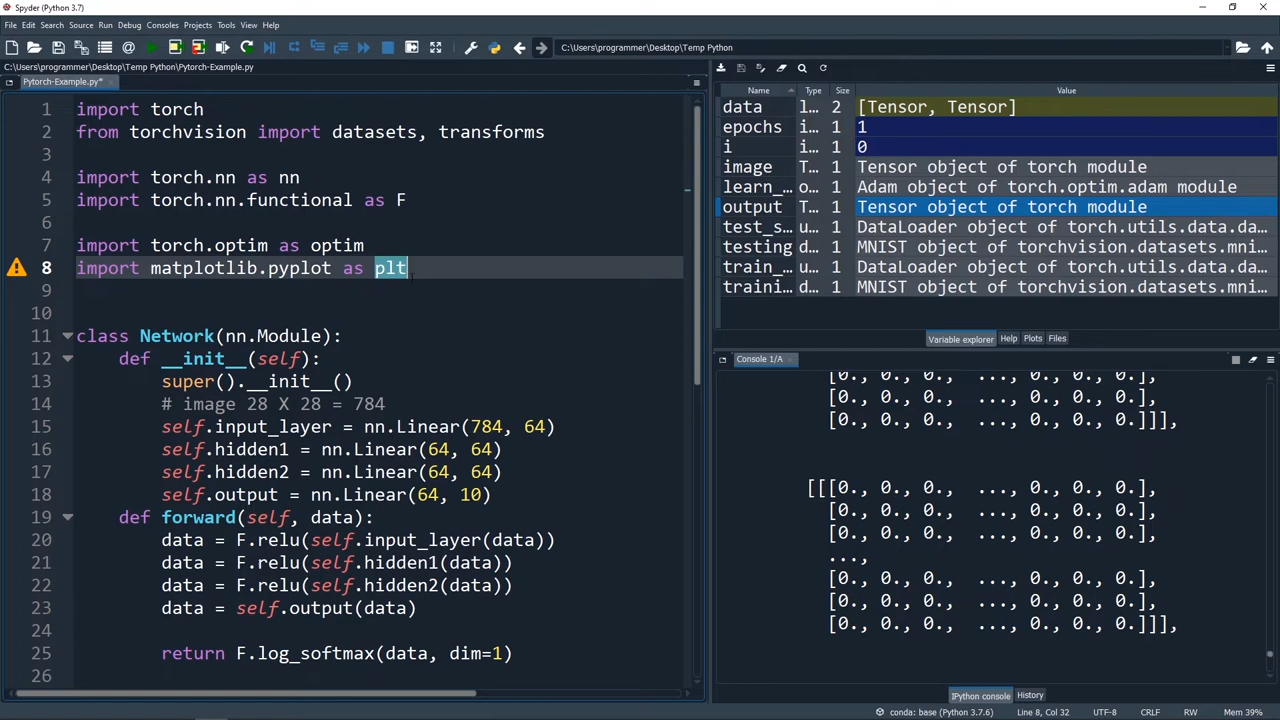 Spyder (Python 3.7)
File Edit Search Source Run Debug Consoles Projects Tools View Help
C:\Users\programmer\Desktop\Temp Python
C:\Users\programmer\Desktop\Temp Python\Pytorch-Example.py
Pytorch-Example.py*
1 import torch
2 from torchvision import datasets, transforms
3
4 import torch.nn as nn
5 import torch.nn.functional as F
6
7 import torch.optim as optim
8 import matplotlib.pyplot as plt
9
10
11 class Network(nn.Module):
12 def __init__(self):
13 super().__init__()
14 # image 28 X 28 = 784
15 self.input_layer = nn.Linear(784, 64)
16 self.hidden1 = nn.Linear(64, 64)
17 self.hidden2 = nn.Linear(64, 64)
18 self.output = nn.Linear(64, 10)
19 def forward(self, data):
20 data = F.relu(self.input_layer(data))
21 data = F.relu(self.hidden1(data))
22 data = F.relu(self.hidden2(data))
23 data = self.output(data)
24
25 return F.log_softmax(data, dim=1)
26
Name Type Size Value
data l... 2 [Tensor, Tensor]
epochs i... 1 1
i i... 1 0
image T... 1 Tensor object of torch module
learn_... o... 1 Adam object of torch.optim.adam module
output T... 1 Tensor object of torch module
test_s... u... 1 DataLoader object of torch.utils.data.da...
testing d... 1 MNIST object of torchvision.datasets.mni...
train_... u... 1 DataLoader object of torch.utils.data.da...
traini... d... 1 MNIST object of torchvision.datasets.mni...
Variable explorer Help Plots Files
Console 1/A
[0., 0., 0., ..., 0., 0., 0.],
[0., 0., 0., ..., 0., 0., 0.],
[0., 0., 0., ..., 0., 0., 0.]]],
[[[0., 0., 0., ..., 0., 0., 0.],
[0., 0., 0., ..., 0., 0., 0.],
[0., 0., 0., ..., 0., 0., 0.],
...,
[0., 0., 0., ..., 0., 0., 0.],
[0., 0., 0., ..., 0., 0., 0.],
[0., 0., 0., ..., 0., 0., 0.]]],
IPython console History
conda: base (Python 3.7.6) Line 8, Col 32 UTF-8 CRLF RW Mem 39%